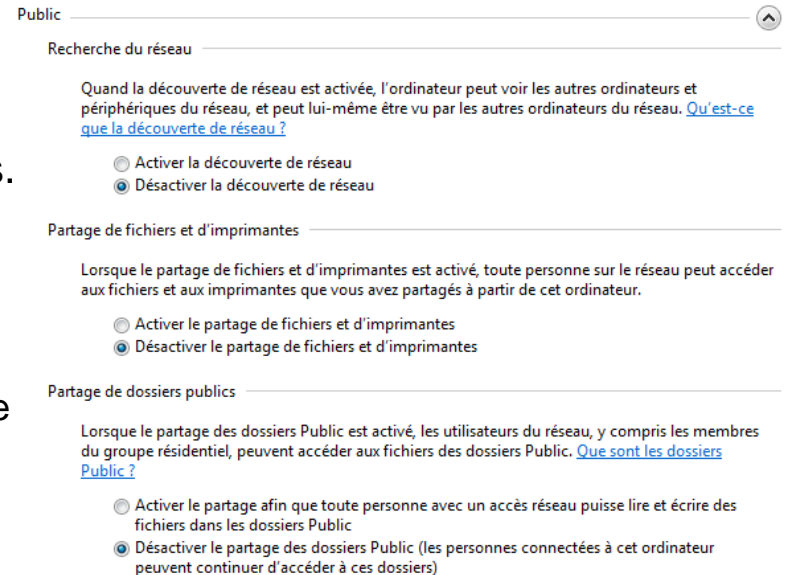 Public
Recherche du réseau
Quand la découverte de réseau est activée, l'ordinateur peut voir les autres ordinateurs et
périphériques du réseau, et peut lui-même être vu par les autres ordinateurs du réseau. Qu'est-ce
que la découverte de réseau ?
Activer la découverte de réseau
s.
Désactiver la découverte de réseau
Partage de fichiers et d'imprimantes
Lorsque le partage de fichiers et d'imprimantes est activé, toute personne sur le réseau peut accéder
aux fichiers et aux imprimantes que vous avez partagés à partir de cet ordinateur.
Activer le partage de fichiers et d'imprimantes
Désactiver le partage de fichiers et d'imprimantes
Partage de dossiers publics
e
Lorsque le partage des dossiers Public est activé, les utilisateurs du réseau, y compris les membres
du groupe résidentiel, peuvent accéder aux fichiers des dossiers Public. Que sont les dossiers
Public ?
Activer le partage afin que toute personne avec un accès réseau puisse lire et écrire des
fichiers dans les dossiers Public
Désactiver le partage des dossiers Public (les personnes connectées à cet ordinateur
peuvent continuer d'accéder à ces dossiers)